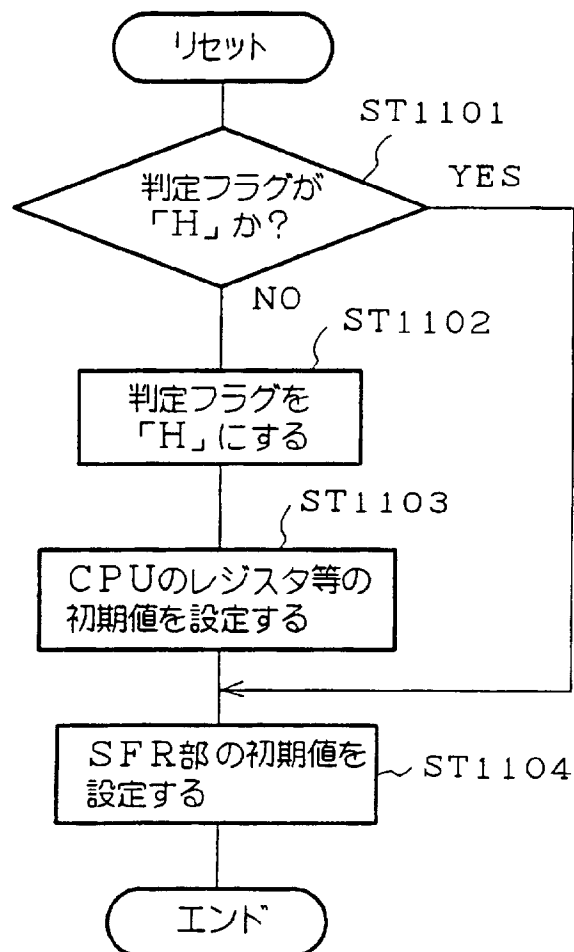 リセット
ST1101
判定フラグが
「H」か?
YES
NO
ST1102
判定フラグを
「H」にする
ST1103
CPUのレジスタ等の
初期値を設定する
SFR部の初期値を
設定する
ST1104
エンド